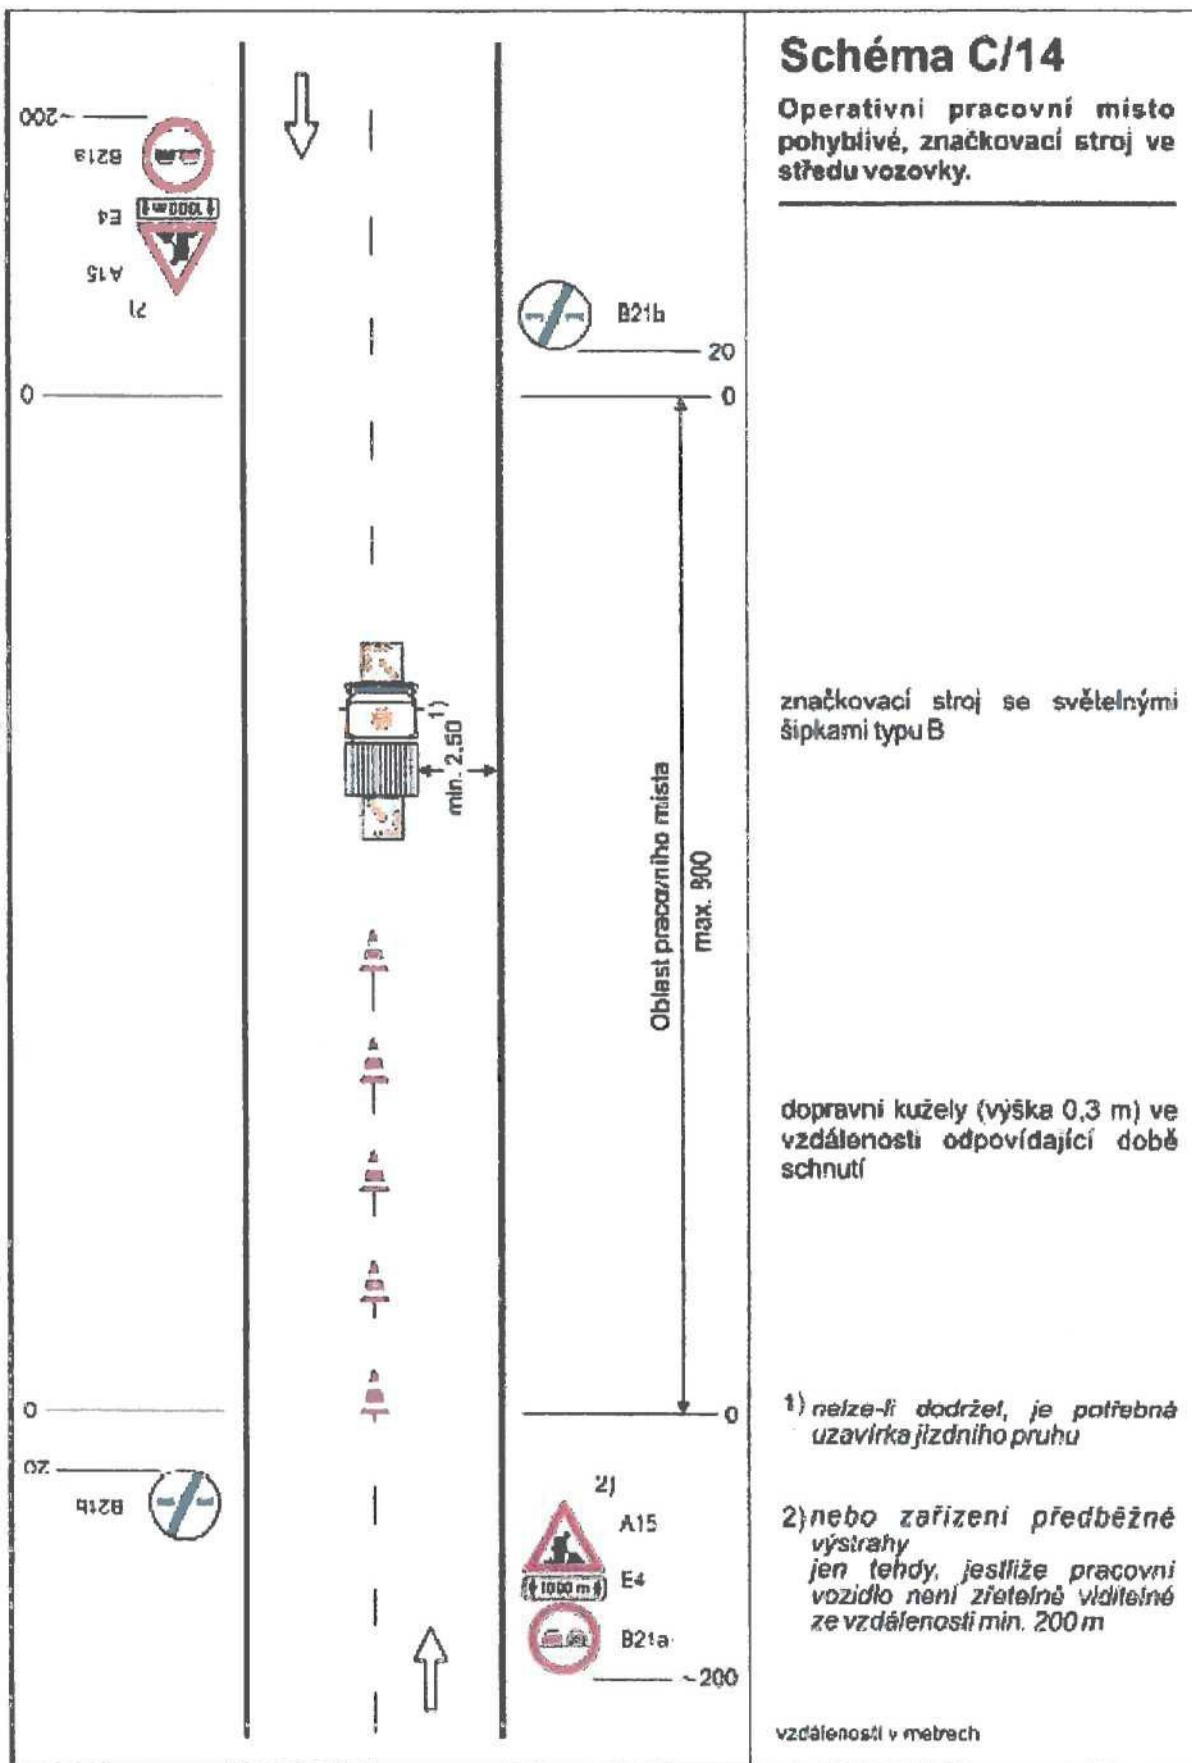 Schéma C/14
Operativní pracovní místo
pohyblivé, značkovací stroj ve
středu vozovky.
~200
B21a
1000 m
E4
A15
2)
B21b
20
0
0
značkovací stroj se světelnými
šipkami typu B
min. 2,50 1)
Oblast pracovního místa
max. 800
dopravní kužely (výška 0,3 m) ve
vzdálenosti odpovídající době
schnutí
0
0
20
B21b
2)
A15
1000 m
E4
B21a
~200
1) nelze-li dodržet, je potřebná
uzavírka jízdního pruhu
2) nebo zařízení předběžné
výstrahy
jen tehdy, jestliže pracovní
vozidlo není zřetelně viditelné
ze vzdálenosti min. 200 m
vzdálenosti v metrech